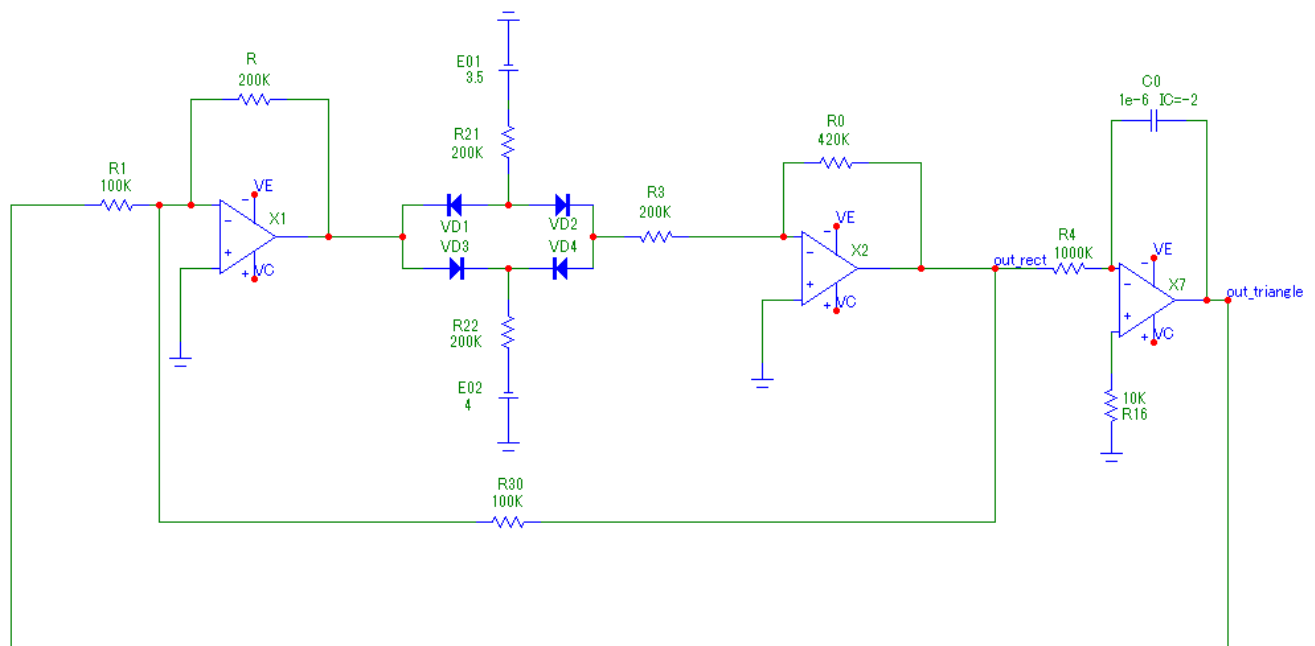 E01
3.5
R
200K
C0
1e-6 IC=-2
R21
200K
R0
420K
R1
100K
VE
-
X1
-
+
+
VC
VD1
VD2
VD3
VD4
R3
200K
VE
-
X2
-
+
+
VC
out_rect
R4
1000K
VE
-
X7
-
+
+
VC
out_triangle
R22
200K
E02
4
10K
R16
R30
100K